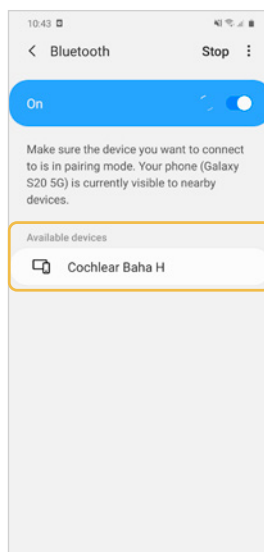 10:43
Bluetooth Stop
On
Make sure the device you want to connect
to is in pairing mode. Your phone (Galaxy
S20 5G) is currently visible to nearby
devices.
Available devices
Cochlear Baha H